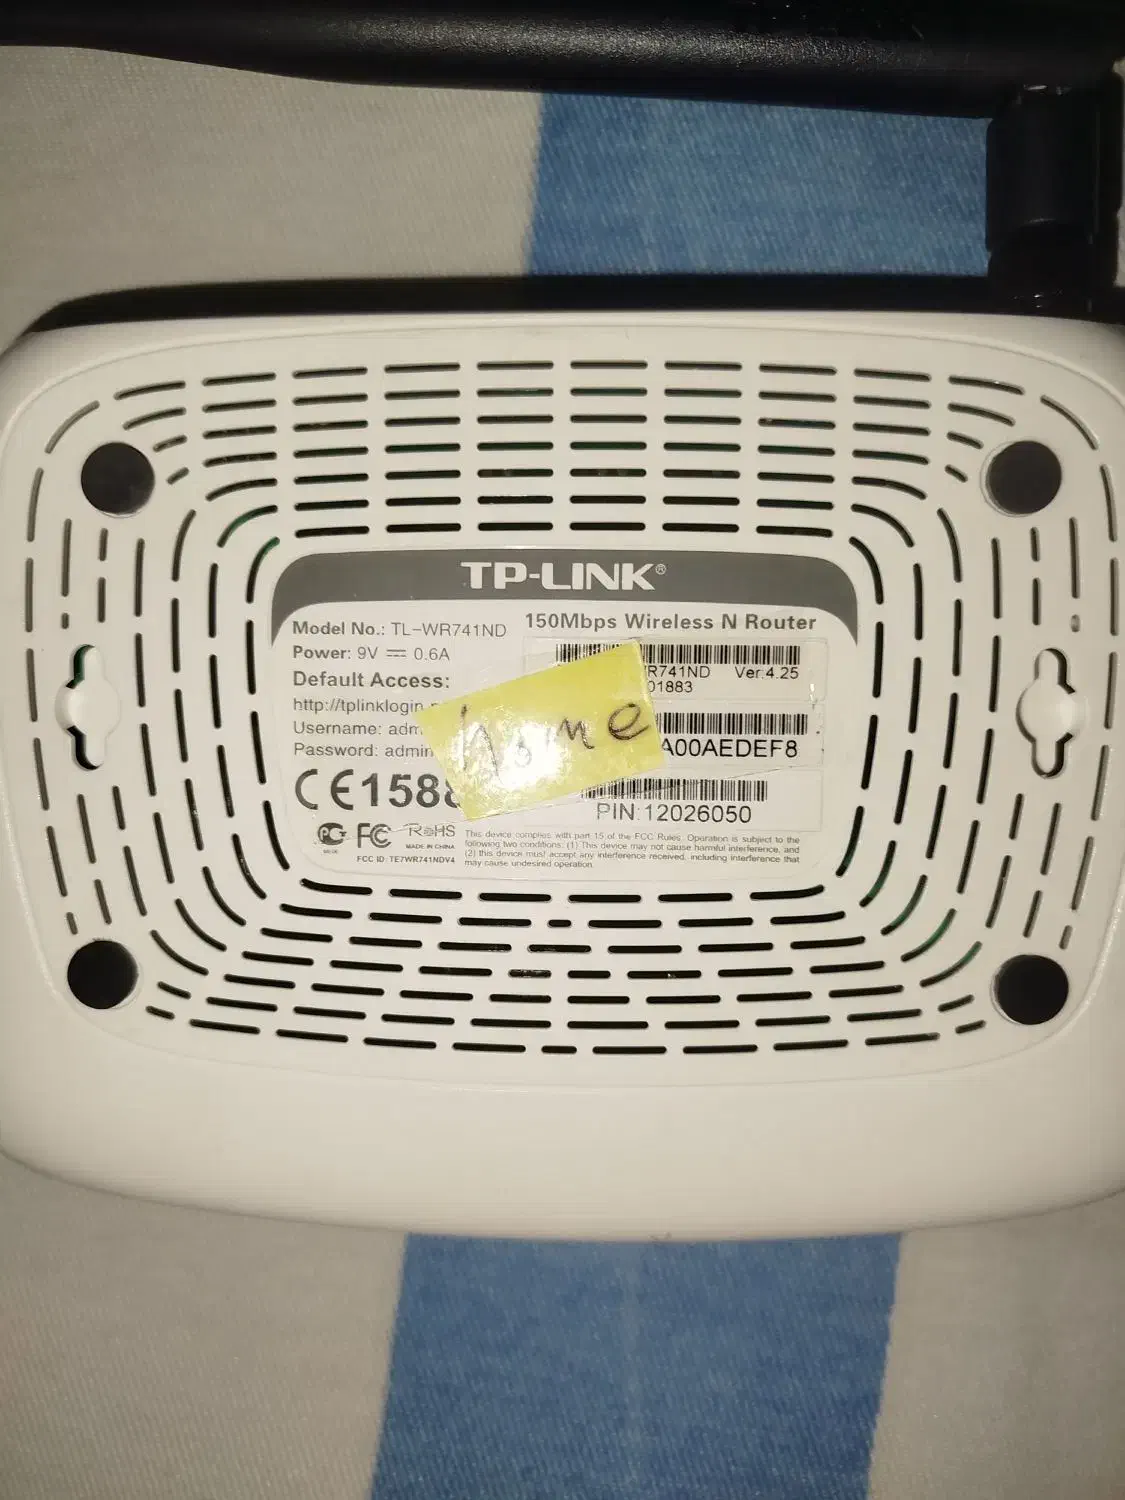 TP-LINK®
150Mbps Wireless N Router
Model No.: TL-WR741ND
Power: 9V ⎓ 0.6A
Default Access:
http://tplinklogin
Username: adm
Password: admin
CE1588
R741ND Ver:4.25
01883
home
A00AEDEF8
PIN:12026050
PCT FC RoHS
MADE IN CHINA
FCC ID: TE7WR741NDV4
This device complies with part 15 of the FCC Rules. Operation is subject to the
following two conditions: (1) This device may not cause harmful interference, and
(2) this device must accept any interference received, including interference that
may cause undesired operation.